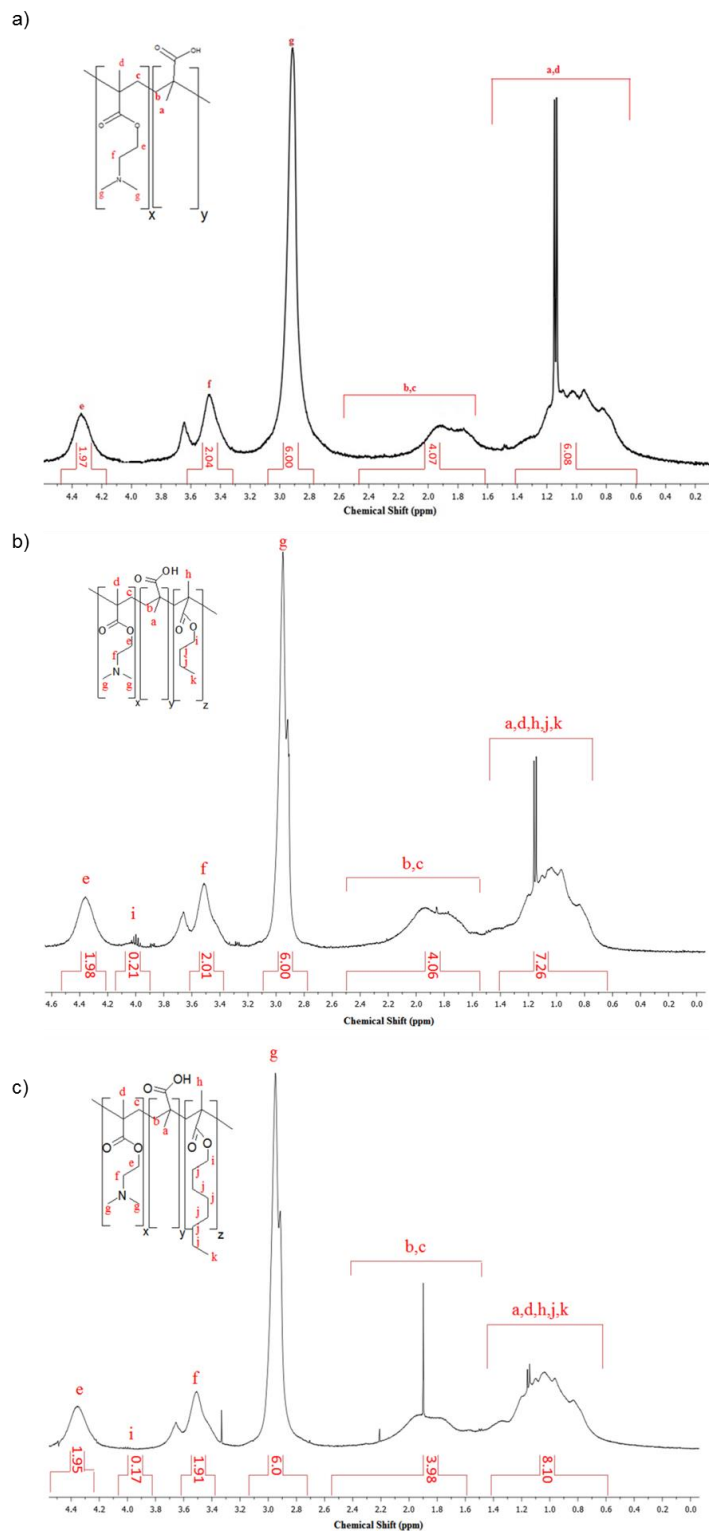 a)
g
O
OH
d
c
b
a
a,d
O
O
e
f
N
g
g
x
y
e
f
b,c
1.97
2.04
6.00
4.07
6.08
4.4 4.2 4.0 3.8 3.6 3.4 3.2 3.0 2.8 2.6 2.4 2.2 2.0 1.8 1.6 1.4 1.2 1.0 0.8 0.6 0.4 0.2
Chemical Shift (ppm)
b)
g
O
OH
d
h
c
b
a
O
O
O
O
e
i
f
j
j
N
k
g
g
x
y
z
a,d,h,j,k
b,c
e
i
f
1.98
0.21
2.01
6.00
4.06
7.26
4.6 4.4 4.2 4.0 3.8 3.6 3.4 3.2 3.0 2.8 2.6 2.4 2.2 2.0 1.8 1.6 1.4 1.2 1.0 0.8 0.6 0.4 0.2 0.0
Chemical Shift (ppm)
c)
g
O
OH
d
h
c
b
a
O
O
O
O
e
i
f
j
j
j
N
j
g
g
j
j
x
y
z
k
b,c
a,d,h,j,k
e
i
f
1.95
0.17
1.91
6.0
3.98
8.10
4.4 4.2 4.0 3.8 3.6 3.4 3.2 3.0 2.8 2.6 2.4 2.2 2.0 1.8 1.6 1.4 1.2 1.0 0.8 0.6 0.4 0.2 0.0
Chemical Shift (ppm)